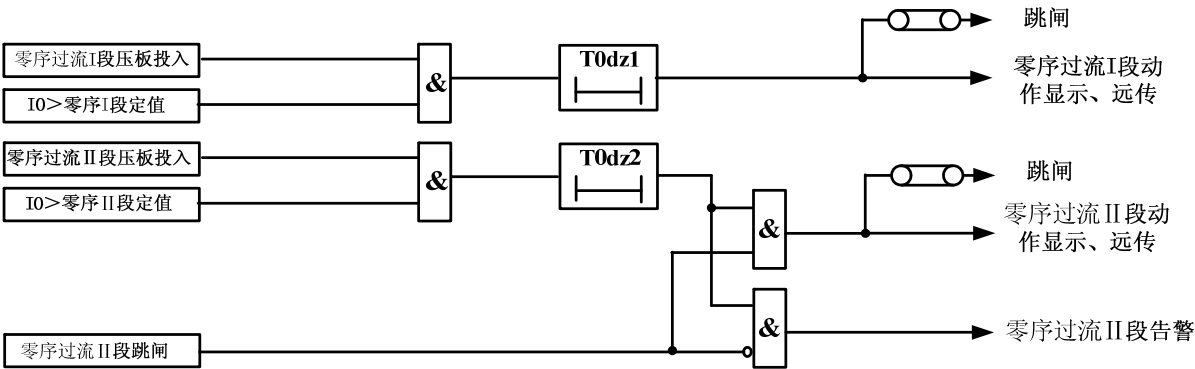 跳闸
零序过流I段压板投入
&
T0dz1
零序过流I段动
作显示、远传
I0>零序I段定值
零序过流II段压板投入
&
T0dz2
跳闸
I0>零序II段定值
&
零序过流II段动
作显示、远传
&
零序过流II段告警
零序过流II段跳闸